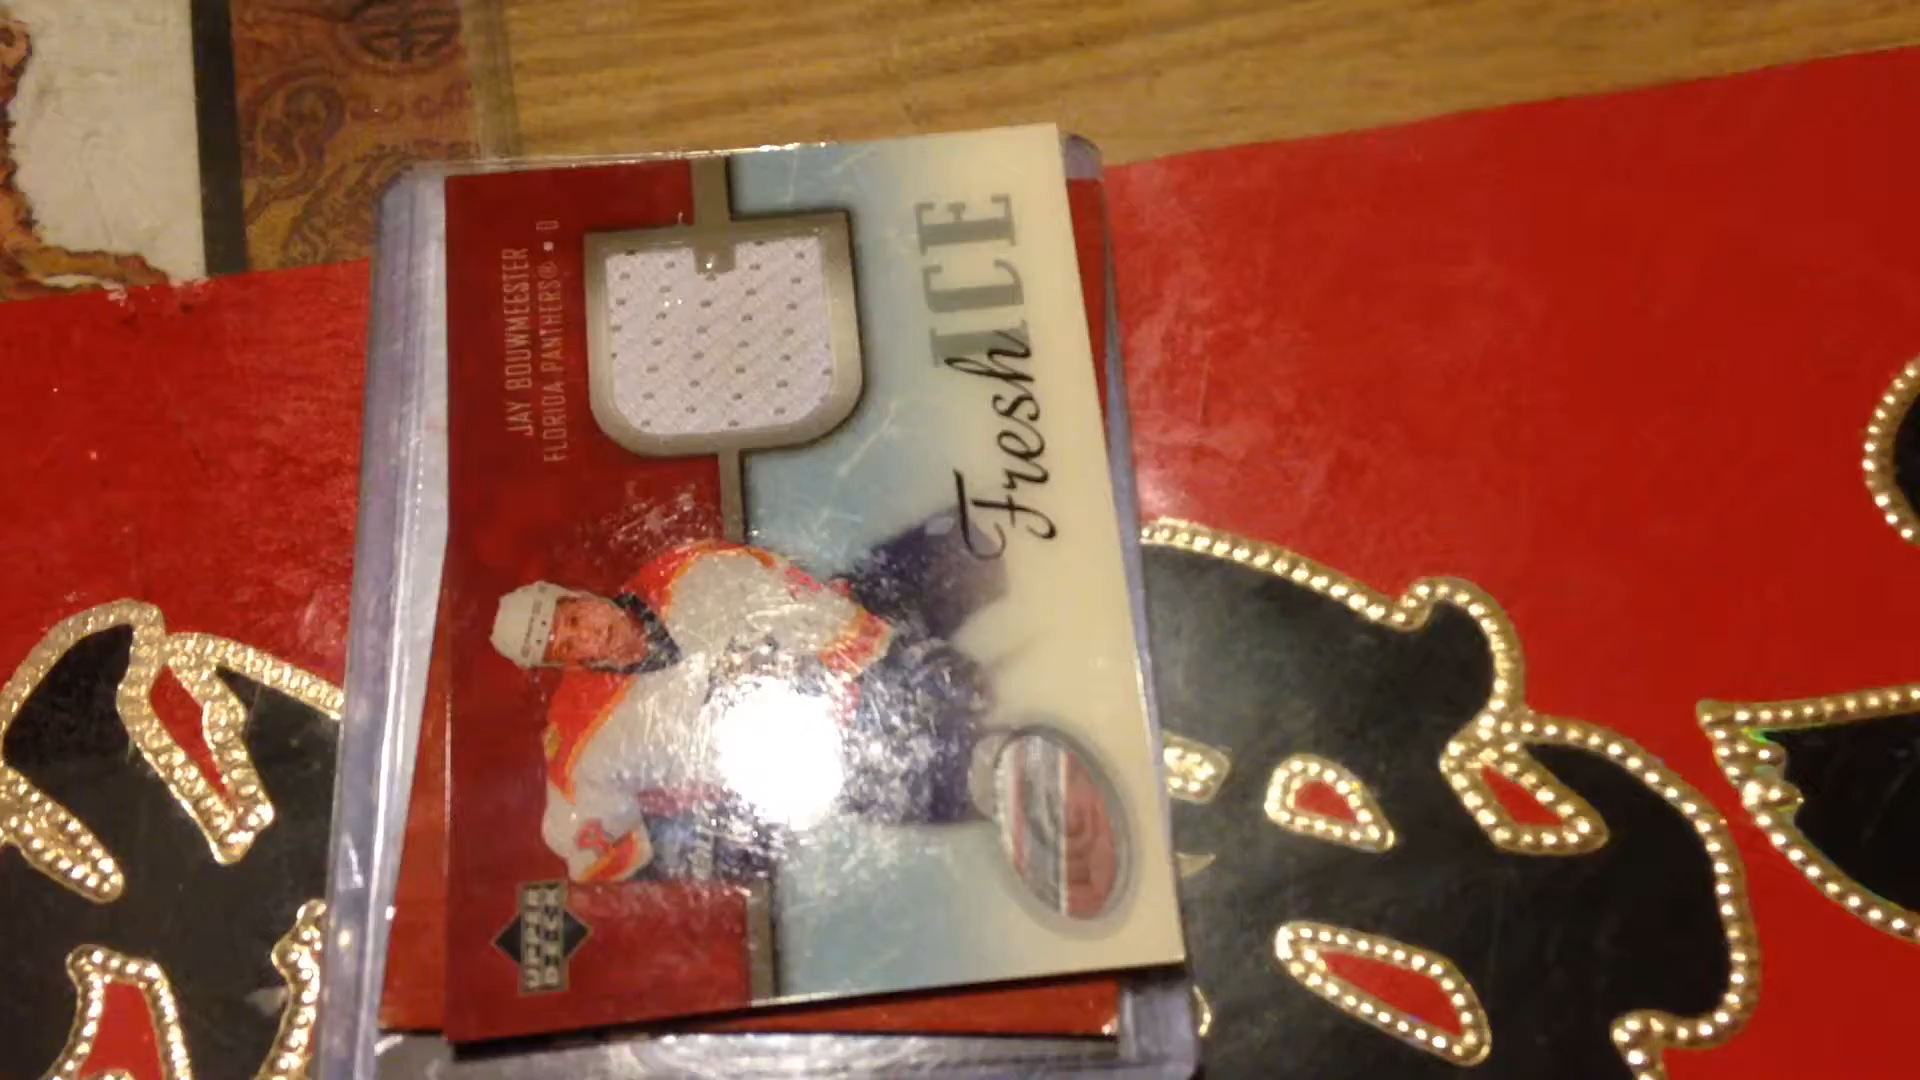 JAY BOUWMEESTER
FLORIDA PANTHERS® • D
Fresh ICE
UPPER
DECK